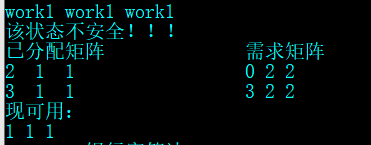 work1 work1 work1
该状态不安全！！！
已分配矩阵 需求矩阵
2 1 1 0 2 2
3 1 1 3 2 2
现可用：
1 1 1